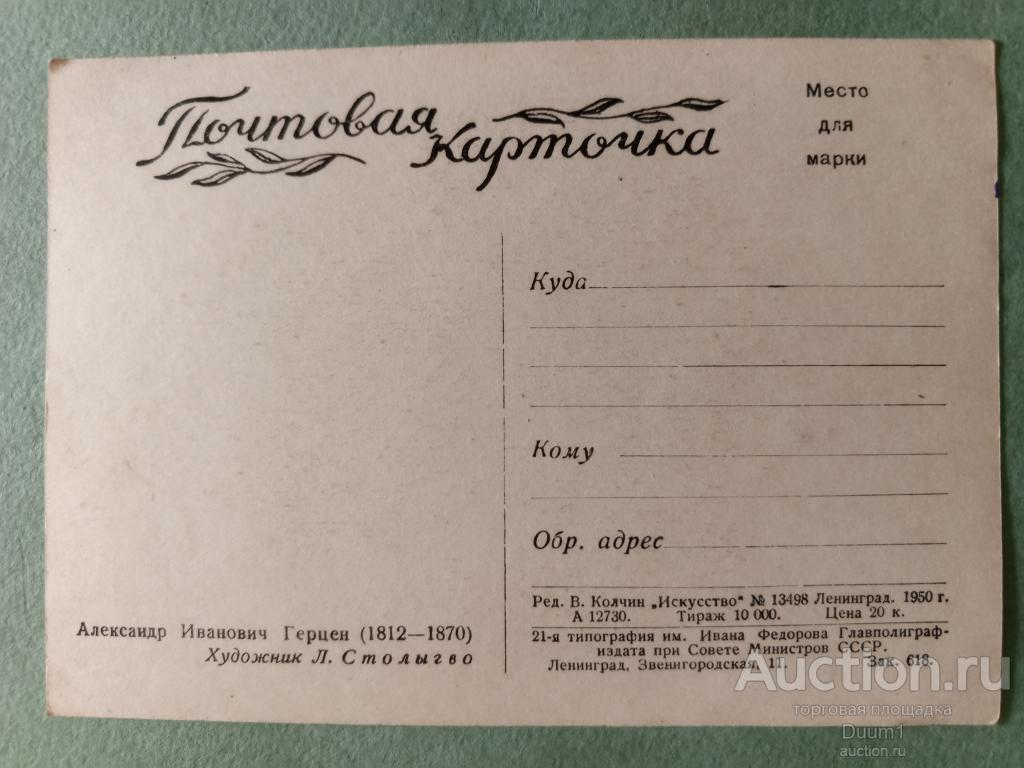 Почтовая Карточка
Место
для
марки
Куда
Кому
Обр. адрес
Александр Иванович Герцен (1812—1870)
Художник Л. Столыгво
Ред. В. Колчин „Искусство“ № 13498 Ленинград. 1950 г.
А 12730. Тираж 10 000. Цена 20 к.
21-я типография им. Ивана Федорова Главполиграф-
издата при Совете Министров СССР.
Ленинград, Звенигородская, 11. Зак. 618.
Auction.ru
торговая площадка
Duum1
auction.ru